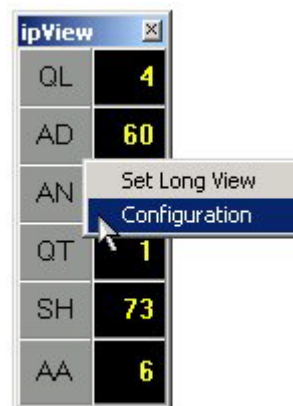 ipView
QL 4
AD 60
AN
Set Long View
Configuration
QT 1
SH 73
AA 6